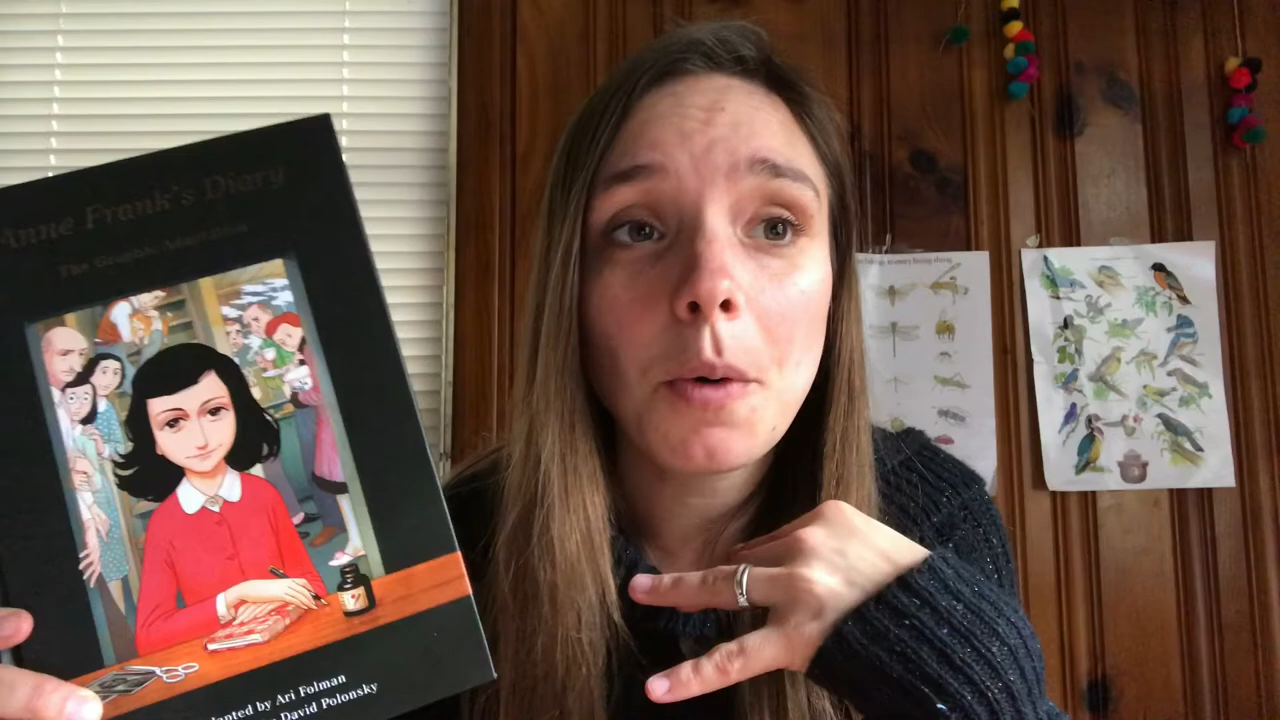 Anne Frank's Diary
The Graphic Adaptation
adapted by Ari Folman
David Polonsky